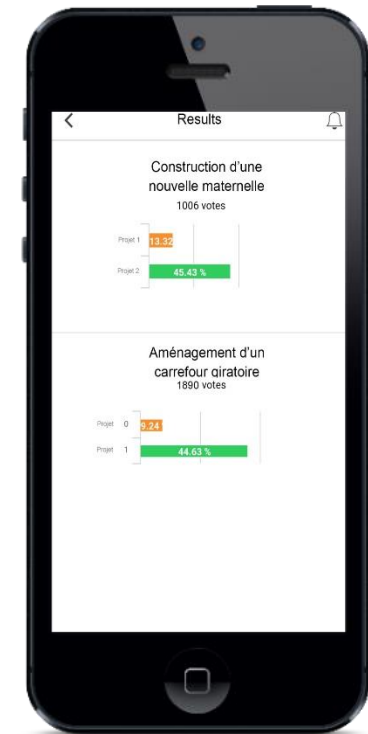 Results
Construction d'une
nouvelle maternelle
1006 votes
Projet 1 13.32
Projet 2 45.43 %
Aménagement d'un
carrefour giratoire
1890 votes
Projet 0 9.24
Projet 1 44.63 %